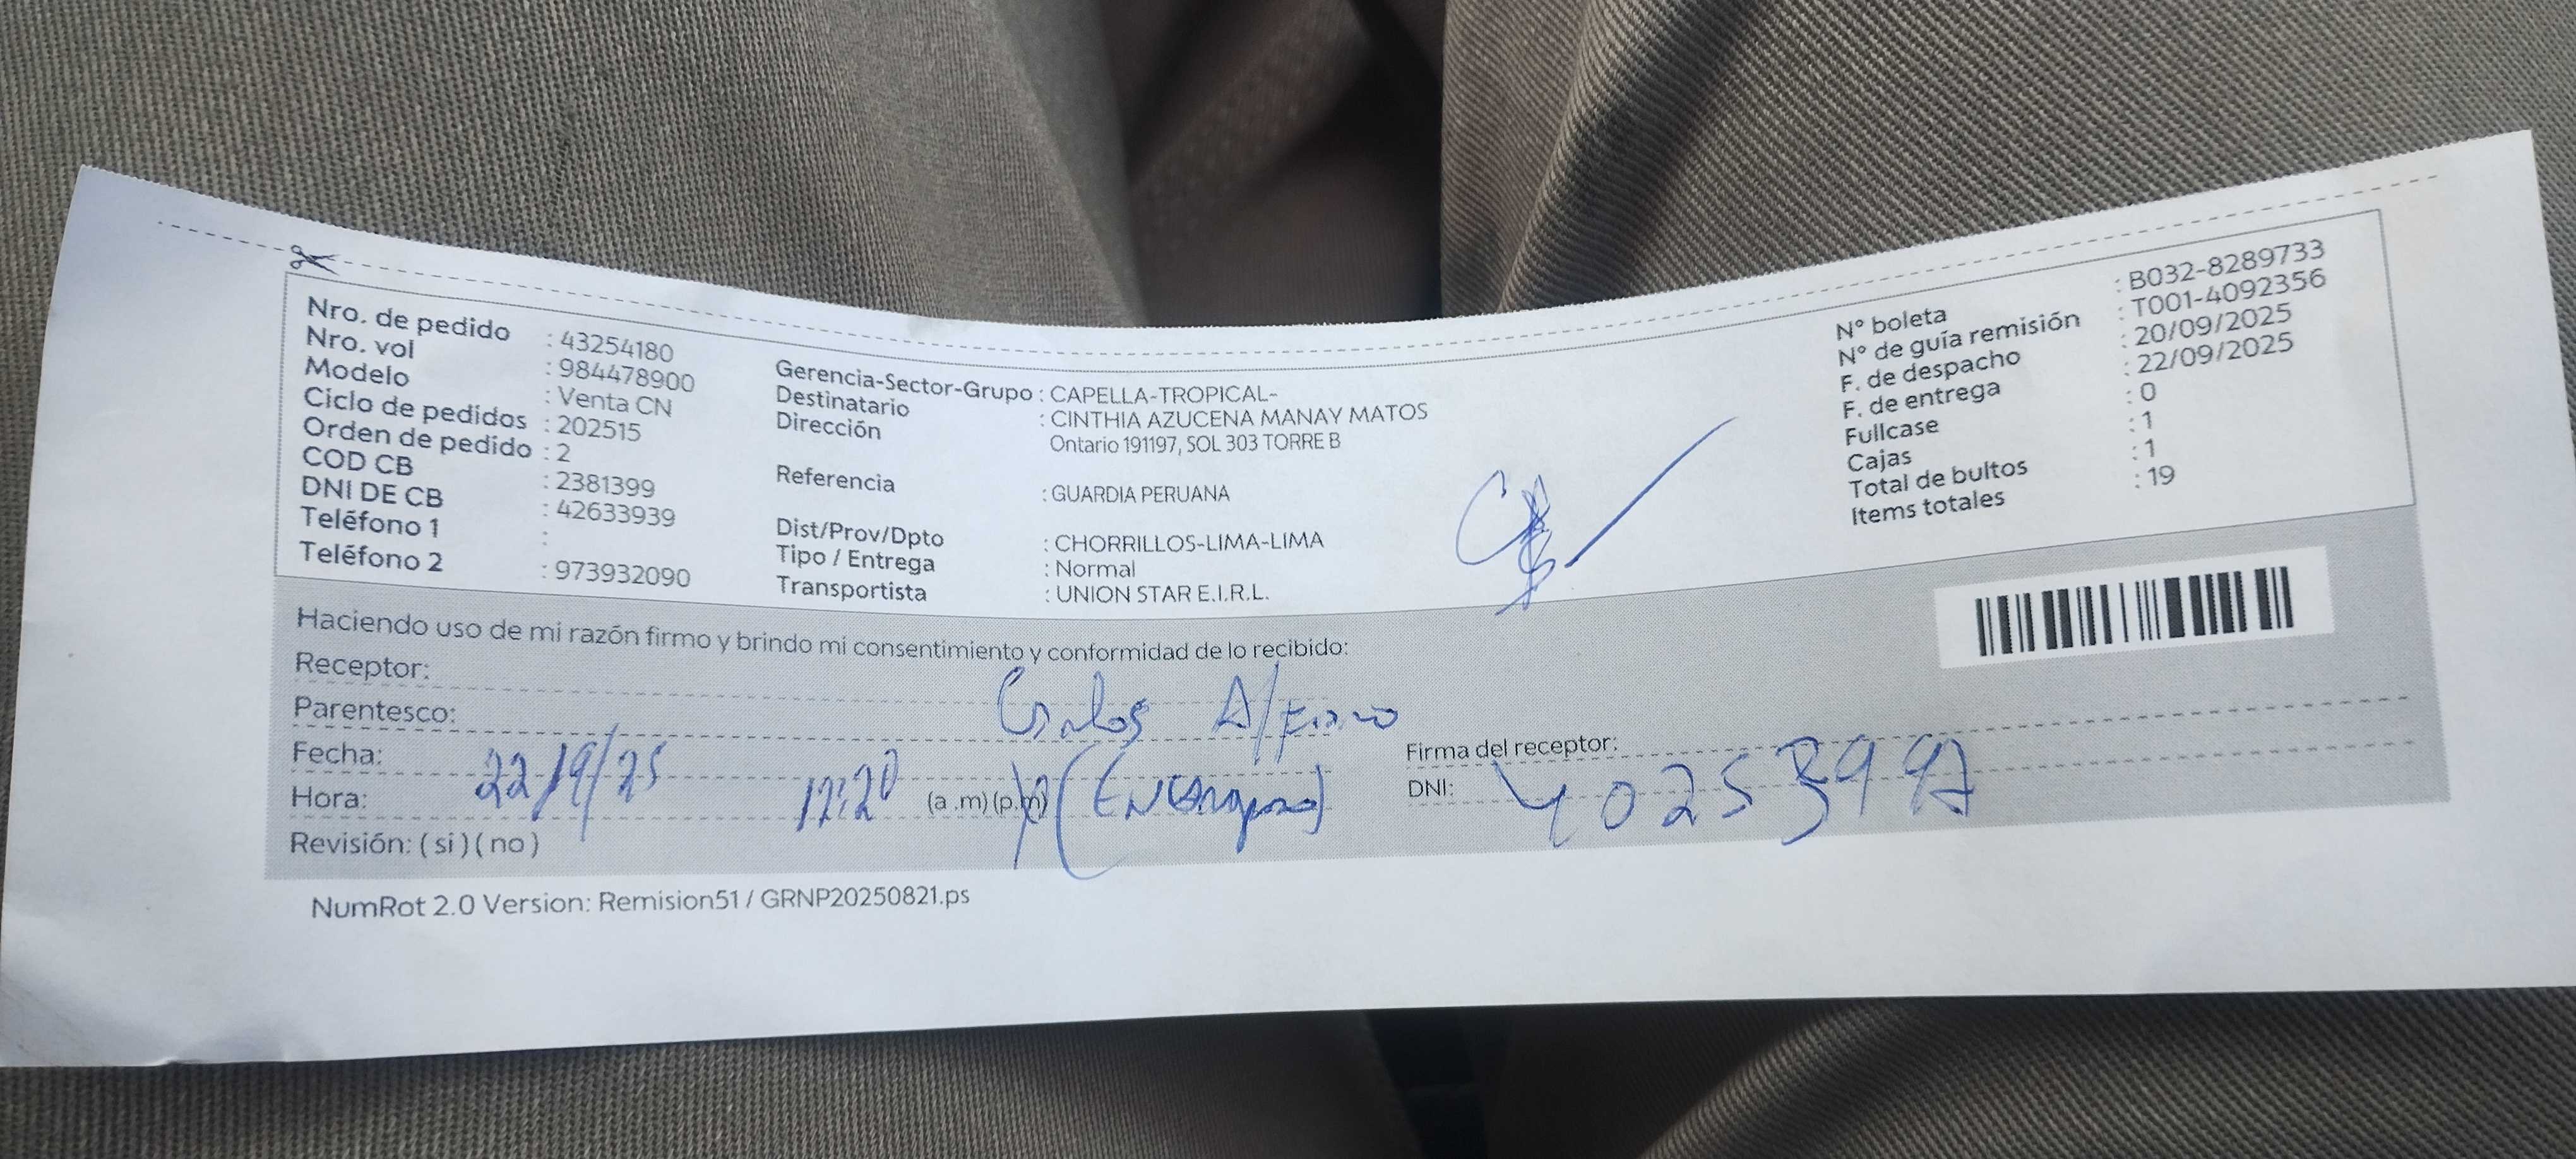 Nro. de pedido : 43254180
Nro. vol : 984478900
Modelo : Venta CN
Ciclo de pedidos : 202515
Orden de pedido : 2
COD CB : 2381399
DNI DE CB : 42633939
Teléfono 1 :
Teléfono 2 : 973932090
Gerencia-Sector-Grupo : CAPELLA-TROPICAL-
Destinatario : CINTHIA AZUCENA MANAY MATOS
Dirección Ontario 191197, SOL 303 TORRE B
Referencia : GUARDIA PERUANA
Dist/Prov/Dpto : CHORRILLOS-LIMA-LIMA
Tipo / Entrega : Normal
Transportista : UNION STAR E.I.R.L.
N° boleta : B032-8289733
N° de guía remisión : T001-4092356
F. de despacho : 20/09/2025
F. de entrega : 22/09/2025
Fullcase : 0
Cajas : 1
Total de bultos : 1
Items totales : 19
Haciendo uso de mi razón firmo y brindo mi consentimiento y conformidad de lo recibido:
Receptor:
Parentesco: Carlos
Fecha: 22/9/25
Hora: 12:20 (a.m)(p.m)
Revisión: (si)(no)
Firma del receptor:
DNI: 40253997
NumRot 2.0 Version: Remision51 / GRNP20250821.ps